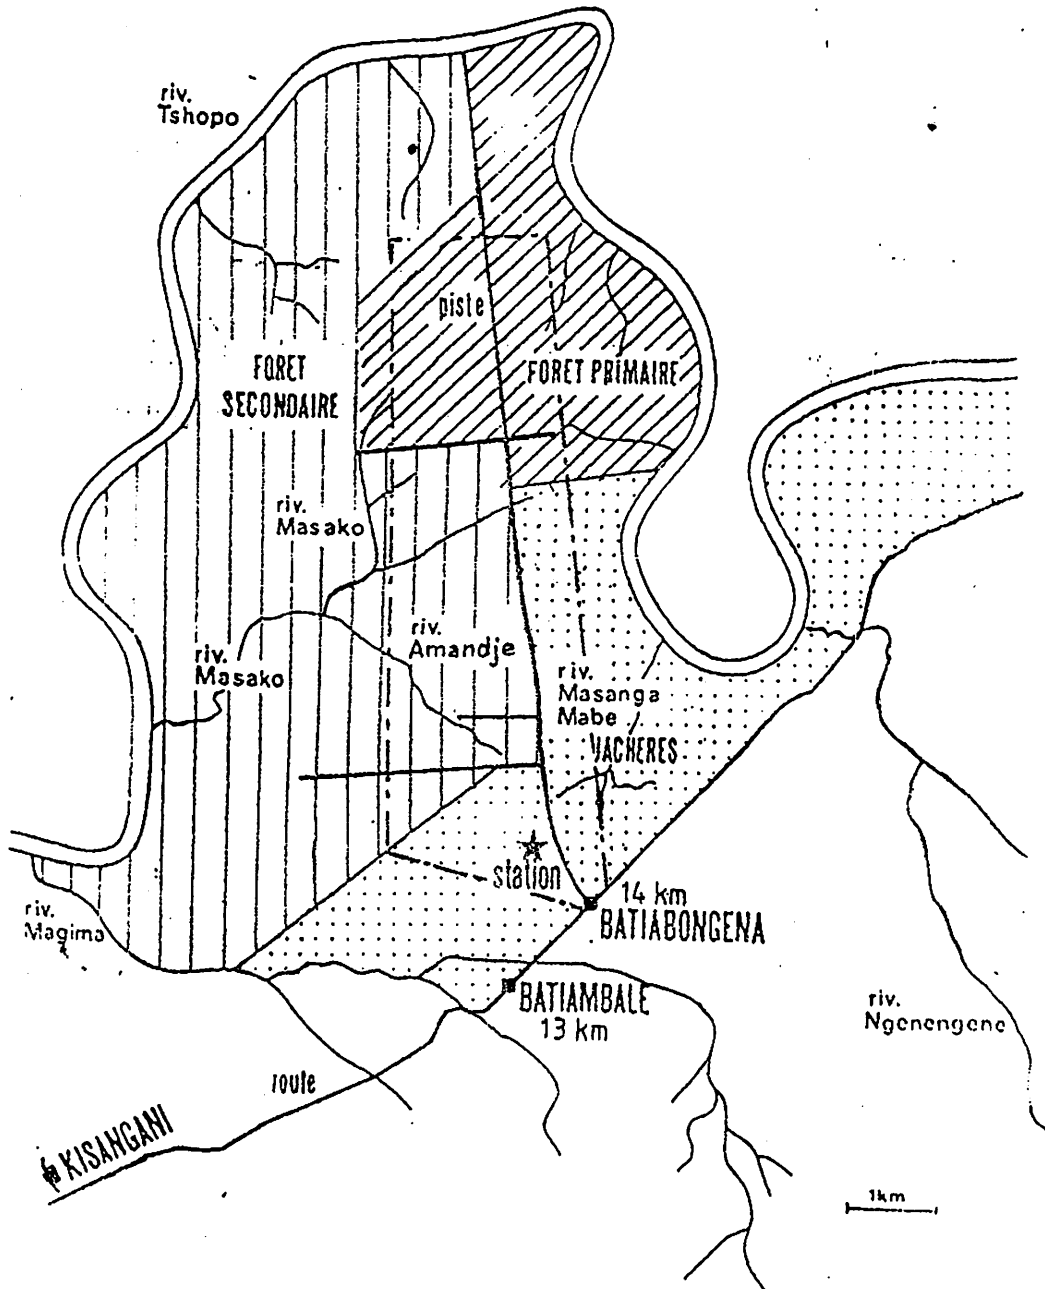 riv.
Tshopo
piste
FORET
SECONDAIRE
FORET PRIMAIRE
riv.
Masako
riv.
Amandje
riv.
Masako
riv.
Masanga
Mabe
JACHERES
station
14 km
BATIABONGENA
riv.
Magima
BATIAMBALE
13 km
riv.
Ngenengene
route
KISANGANI
1km